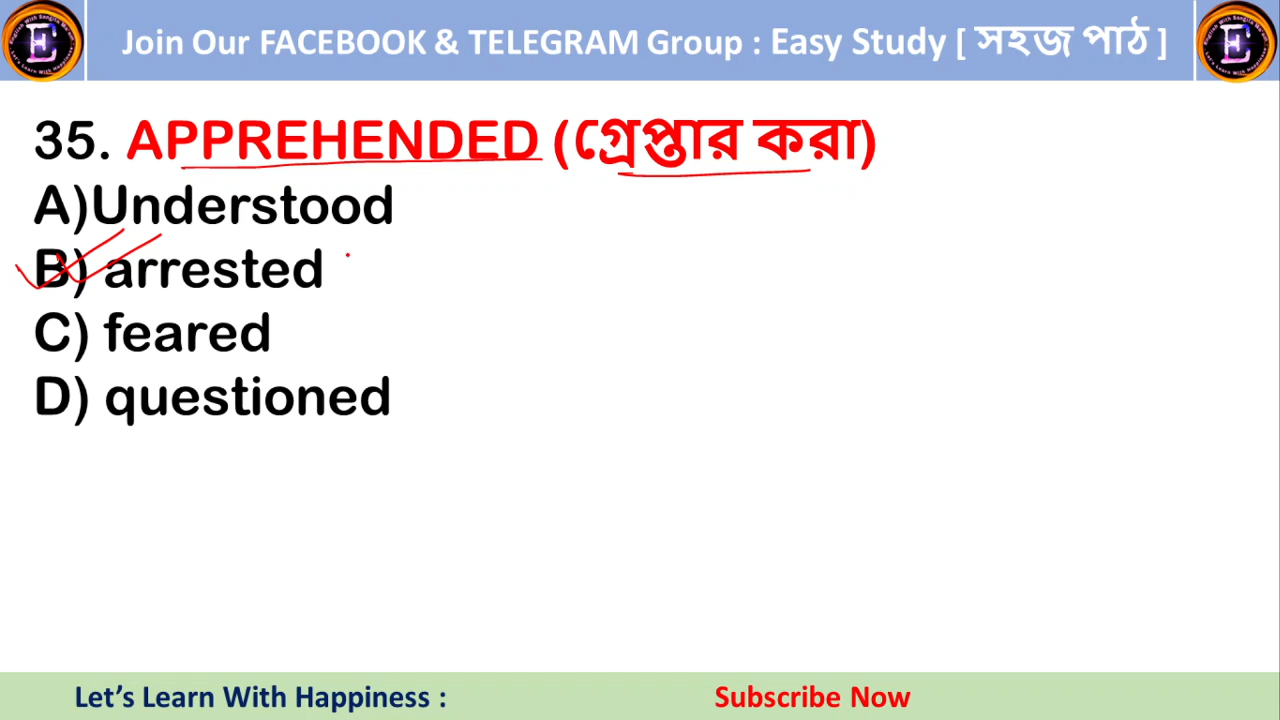 Join Our FACEBOOK & TELEGRAM Group : Easy Study [ সহজ পাঠ ]
35. APPREHENDED (গ্রেপ্তার করা)
A)Understood
B) arrested
C) feared
D) questioned
Let’s Learn With Happiness : Subscribe Now